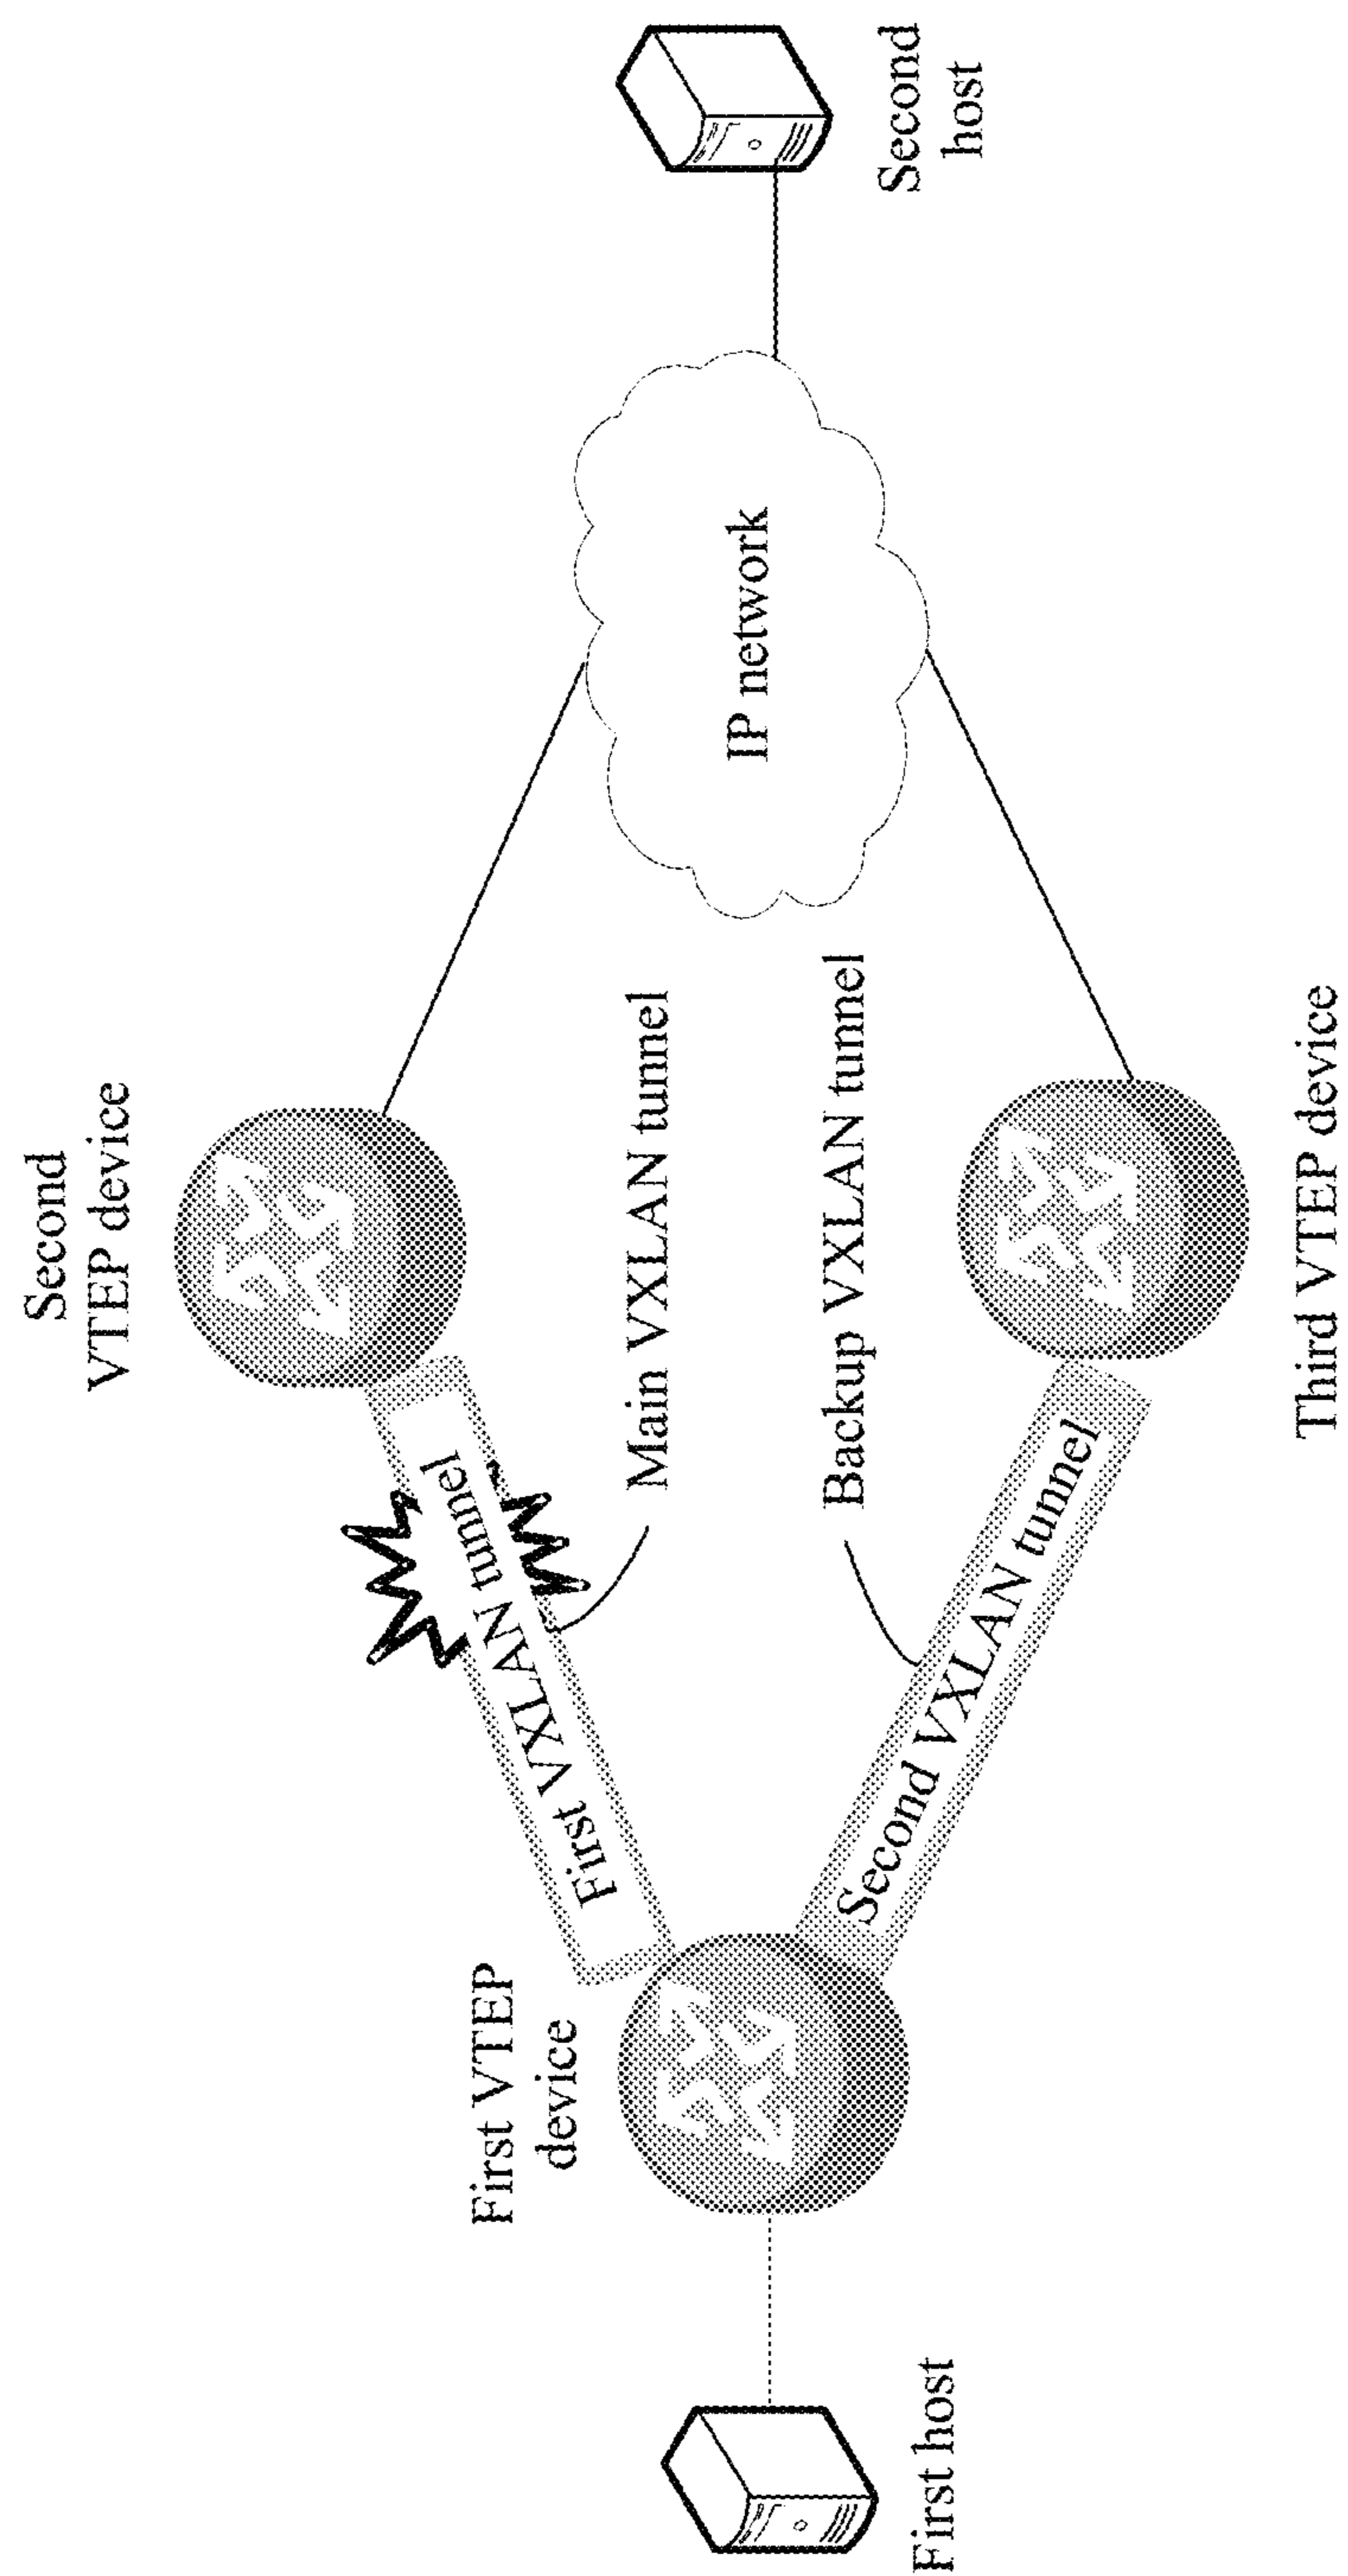 Second
VTEP device
First VTEP
device
First VXLAN tunnel
Main VXLAN tunnel
IP network
Second
host
First host
Backup VXLAN tunnel
Second VXLAN tunnel
Third VTEP device